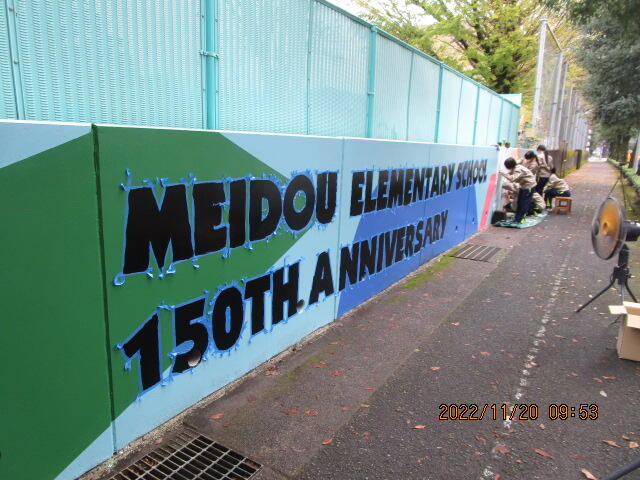 MEIDOU ELEMENTARY SCHOOL
150TH.ANNIVERSARY
2022/11/20 09:53